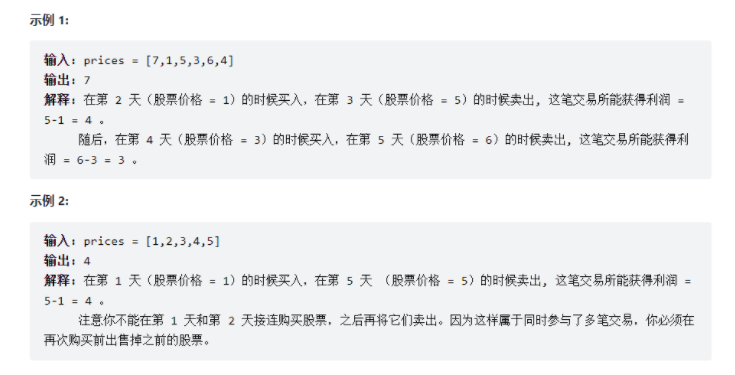 示例 1:
输入: prices = [7,1,5,3,6,4]
输出: 7
解释: 在第 2 天（股票价格 = 1）的时候买入，在第 3 天（股票价格 = 5）的时候卖出, 这笔交易所能获得利润 =
5-1 = 4 。
随后，在第 4 天（股票价格 = 3）的时候买入，在第 5 天（股票价格 = 6）的时候卖出, 这笔交易所能获得利
润 = 6-3 = 3 。
示例 2:
输入: prices = [1,2,3,4,5]
输出: 4
解释: 在第 1 天（股票价格 = 1）的时候买入，在第 5 天 （股票价格 = 5）的时候卖出, 这笔交易所能获得利润 =
5-1 = 4 。
注意你不能在第 1 天和第 2 天接连购买股票，之后再将它们卖出。因为这样属于同时参与了多笔交易，你必须在
再次购买前出售掉之前的股票。